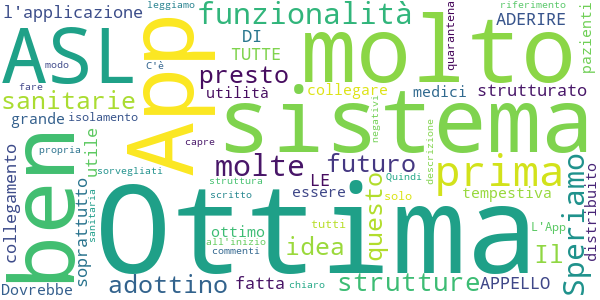 l'applicazione
leggiamo
funzionalità
riferimento
ADERIRE
ASL
App
molto
DI
TUTTE
quarantena
pazienti
modo
C'è
presto
collegare
medici
strutturato
fare
utilità
sanitarie
grande
isolamento
sistema
negativi
ben
propria
utile
capre
molte
futuro
prima
descrizione
Speriamo
distribuito
collegamento
soprattutto
sanitaria
sorvegliati
struttura
scritto
LE
essere
questo
Quindi
solo
tempestiva
Ottima
ottimo
all'inizio
commenti
idea
tutti
L'App
Il
Dovrebbe
adottino
fatta
chiaro
strutture
APPELLO